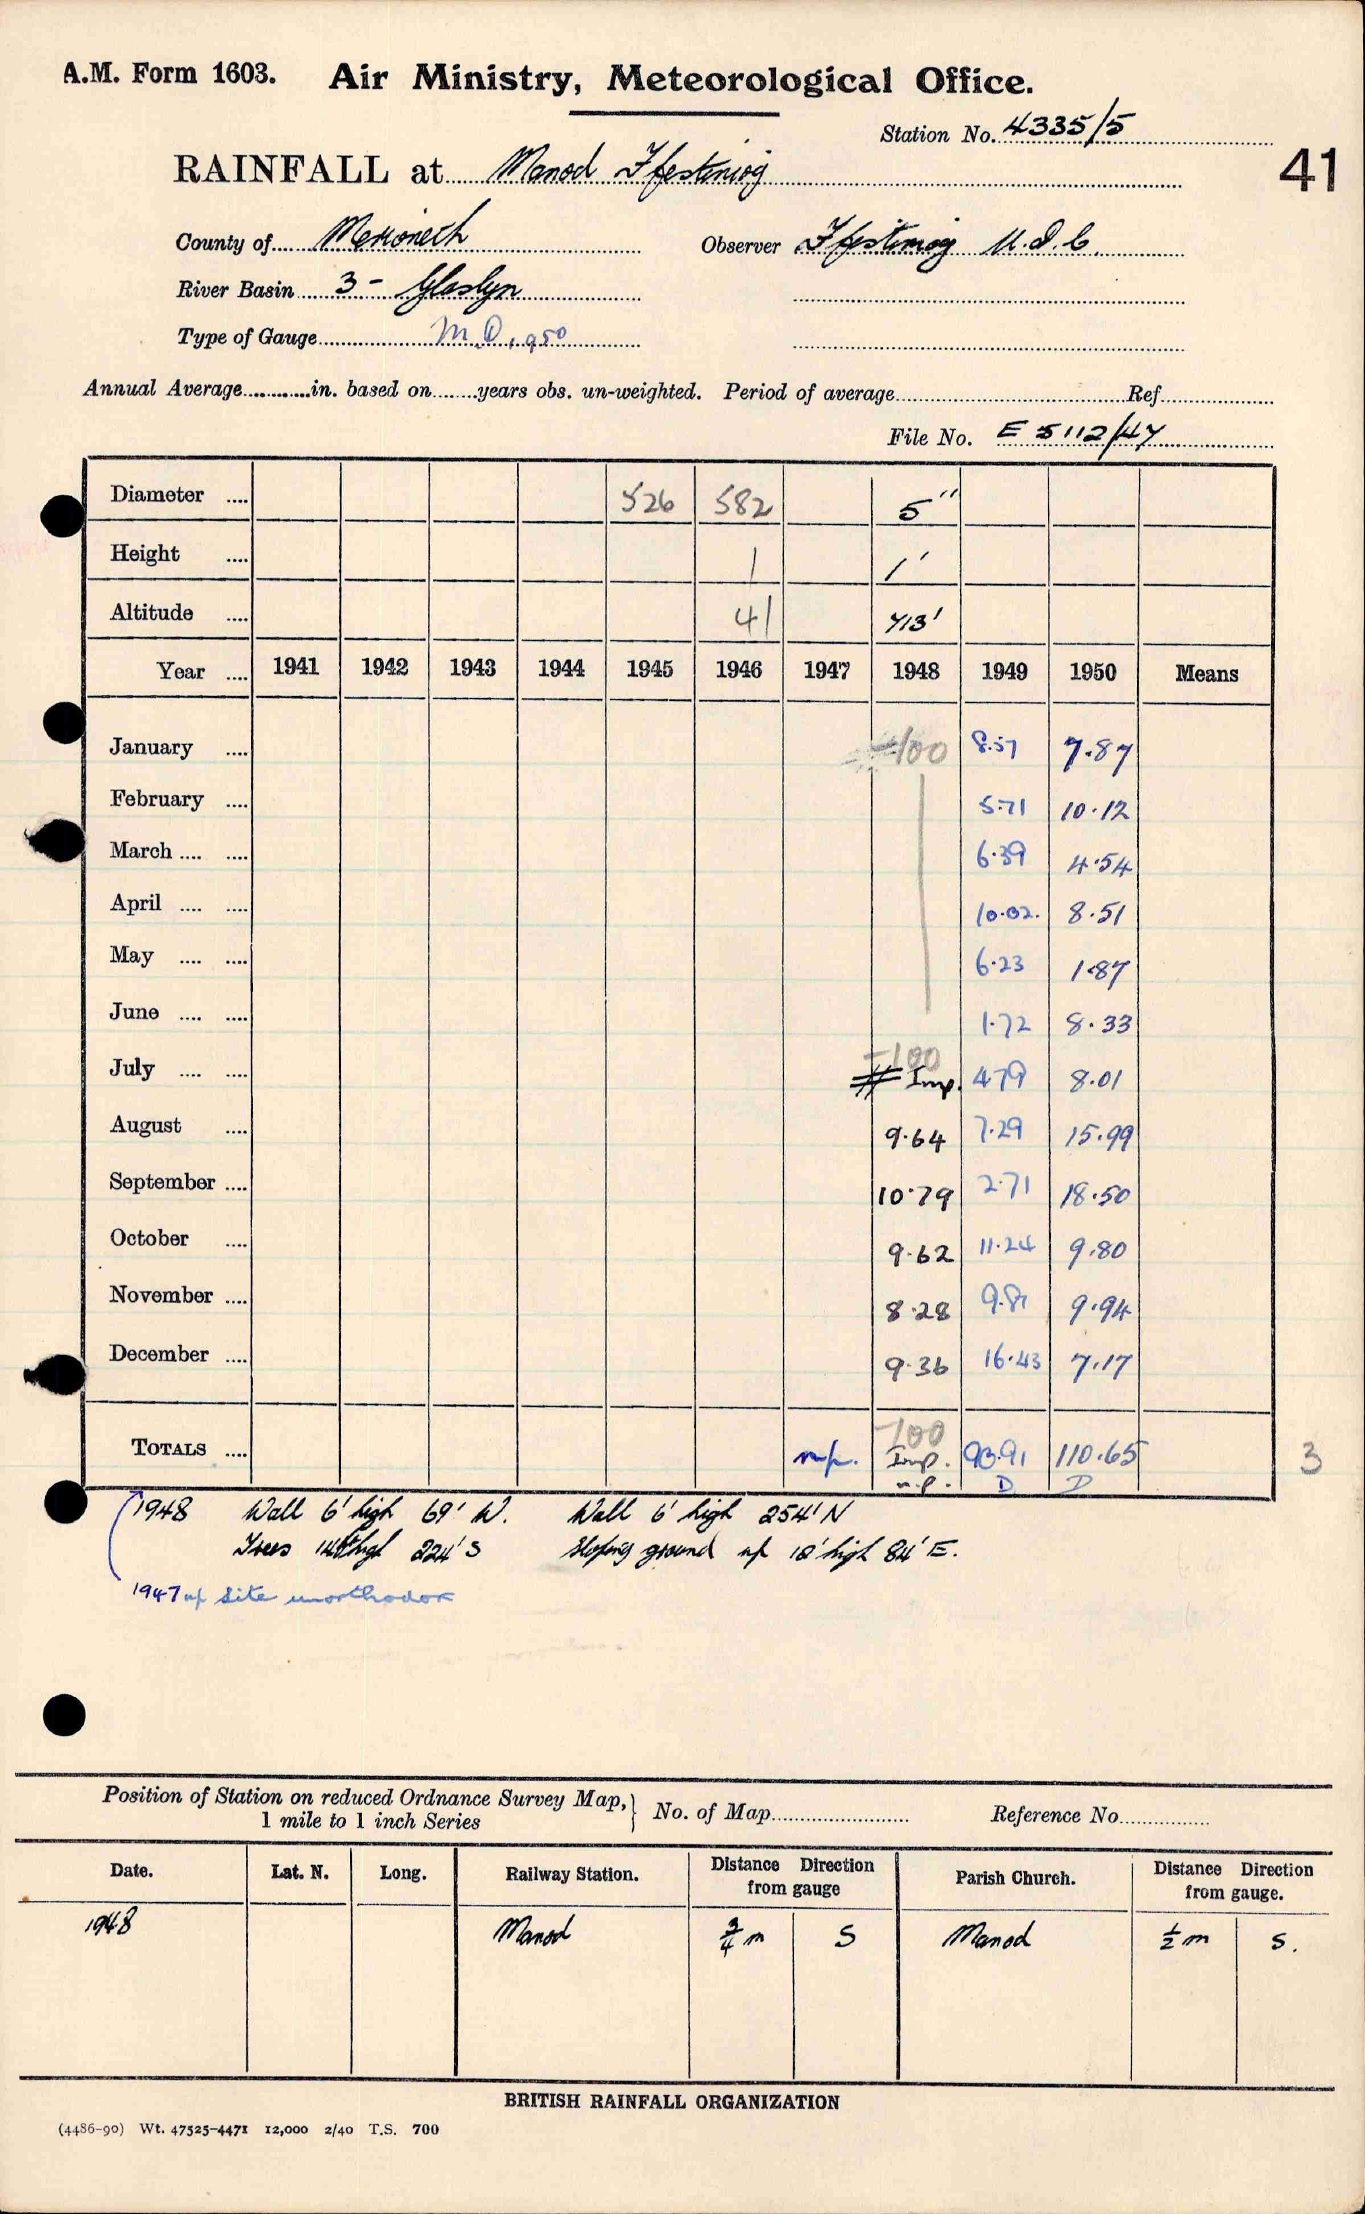 A.M. Form 1603. Air Ministry, Meteorological Office.
Station No. 4335/5
41
RAINFALL at Manod Ffestiniog
County of Merioneth Observer Ffestiniog U.D.C.
River Basin 3 - Glaslyn
Type of Gauge M.O.
Annual Average in. based on years obs. un-weighted. Period of average Ref
File No. E 5112/47
Diameter 526 582 5"
Height 1 1'
Altitude 41 713'
Year 1941 1942 1943 1944 1945 1946 1947 1948 1949 1950 Means
January -100 8.57 7.87
February 5.71 10.12
March 6.39 4.54
April 10.02 8.51
May 6.23 1.87
June 1.72 8.33
-100
July # Imp. 4.79 8.01
August 9.64 7.29 15.99
September 10.79 2.71 18.50
October 9.62 11.24 9.80
November 8.28 9.81 9.94
December 9.36 16.43 7.17
-100
TOTALS n.p. Imp. 90.91 110.65
n.p. D D
3
1948 Wall 6' high 69' W. Wall 6' high 254' N
Trees 14' high 224' S Sloping ground up 12' high 84' E.
1947 site unorthodox
Position of Station on reduced Ordnance Survey Map, } No. of Map Reference No.
1 mile to 1 inch Series
Date. Lat. N. Long. Railway Station. Distance Direction from gauge Parish Church. Distance Direction from gauge.
1948 Manod ¾ m S Manod ½ m S.
BRITISH RAINFALL ORGANIZATION
(4486-90) Wt. 47525-4471 12,000 2/40 T.S. 700